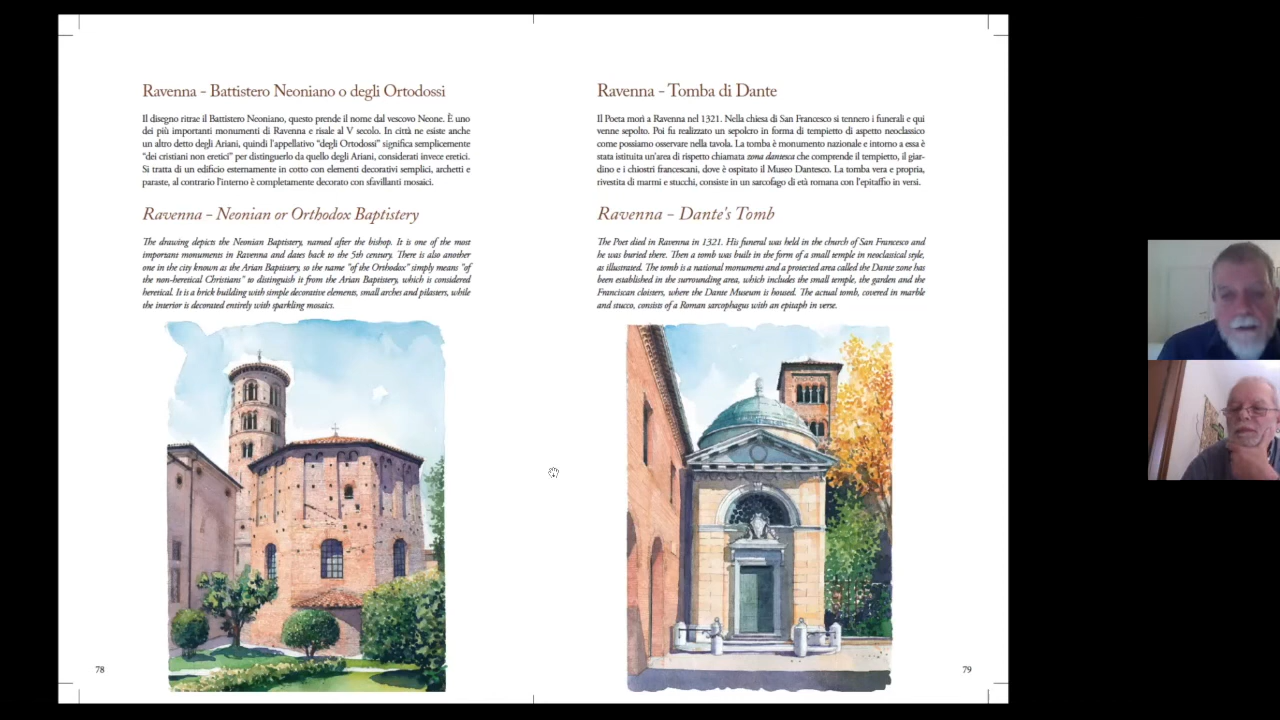 Ravenna - Battistero Neoniano o degli Ortodossi
Il disegno ritrae il Battistero Neoniano, questo prende il nome dal vescovo Neone. È uno
dei più importanti monumenti di Ravenna e risale al V secolo. In città ne esiste anche
un altro detto degli Ariani, quindi l'appellativo “degli Ortodossi” significa semplicemente
“dei cristiani non eretici” per distinguerlo da quello degli Ariani, considerati invece eretici.
Si tratta di un edificio esternamente in cotto con elementi decorativi semplici, archetti e
paraste, al contrario l'interno è completamente decorato con sfavillanti mosaici.
Ravenna - Neonian or Orthodox Baptistery
The drawing depicts the Neonian Baptistery, named after the bishop. It is one of the most
important monuments in Ravenna and dates back to the 5th century. There is also another
one in the city known as the Arian Baptistery, so the name "of the Orthodox" simply means "of
the non-heretical Christians" to distinguish it from the Arian Baptistery, which is considered
heretical. It is a brick building with simple decorative elements, small arches and pilasters, while
the interior is decorated entirely with sparkling mosaics.
78
Ravenna - Tomba di Dante
Il Poeta morì a Ravenna nel 1321. Nella chiesa di San Francesco si tennero i funerali e qui
venne sepolto. Poi fu realizzato un sepolcro in forma di tempietto di aspetto neoclassico
come possiamo osservare nella tavola. La tomba è monumento nazionale e intorno a essa è
stata istituita un'area di rispetto chiamata zona dantesca che comprende il tempietto, il giar-
dino e i chiostri francescani, dove è ospitato il Museo Dantesco. La tomba vera e propria,
rivestita di marmi e stucchi, consiste in un sarcofago di età romana con l'epitaffio in versi.
Ravenna - Dante's Tomb
The Poet died in Ravenna in 1321. His funeral was held in the church of San Francesco and
he was buried there. Then a tomb was built in the form of a small temple in neoclassical style,
as illustrated. The tomb is a national monument and a protected area called the Dante zone has
been established in the surrounding area, which includes the small temple, the garden and the
Franciscan cloisters, where the Dante Museum is housed. The actual tomb, covered in marble
and stucco, consists of a Roman sarcophagus with an epitaph in verse.
79